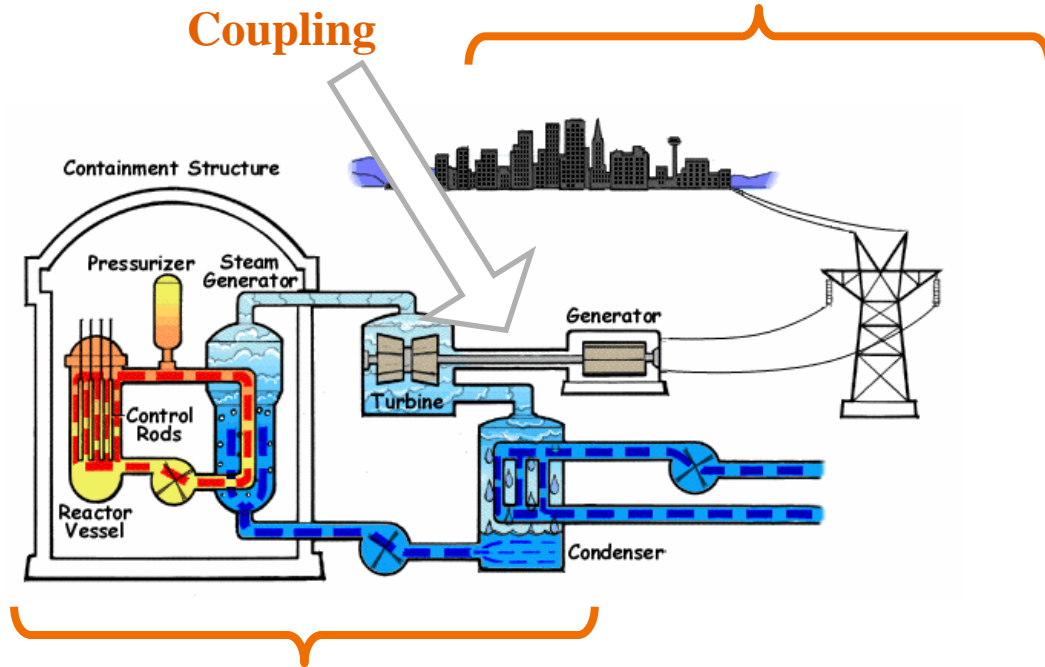 Coupling
Containment Structure
Pressurizer
Steam
Generator
Generator
Turbine
Control
Rods
Reactor
Vessel
Condenser